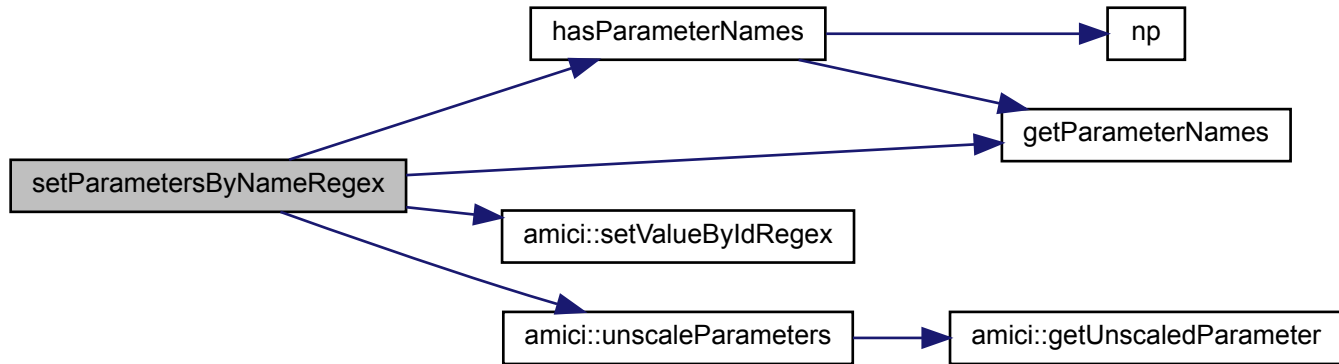 hasParameterNames
np
getParameterNames
setParametersByNameRegex
amici::setValueByIdRegex
amici::unscaleParameters
amici::getUnscaledParameter